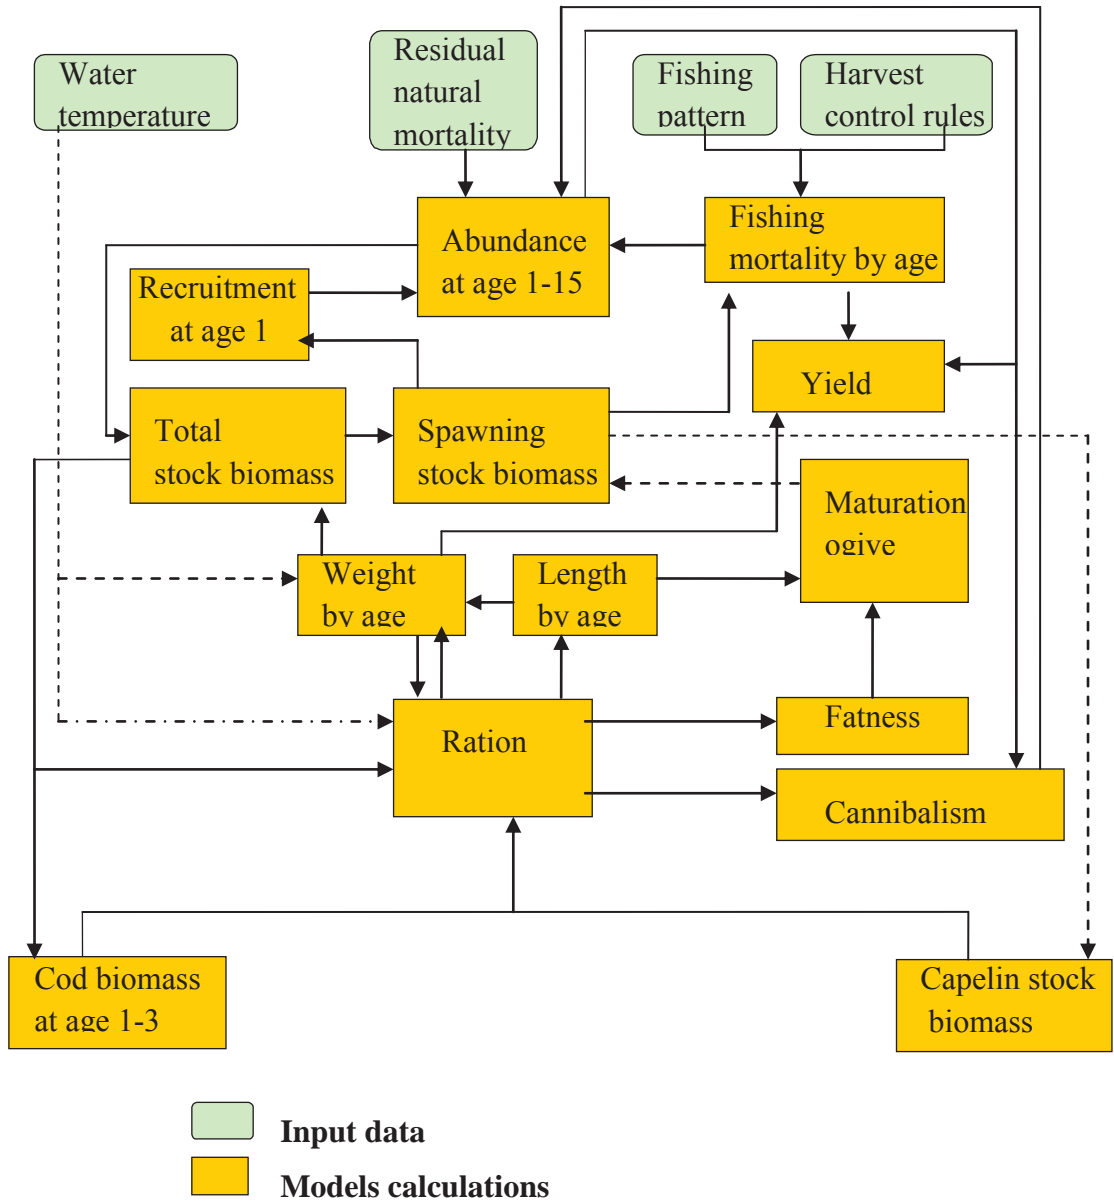 Water
temperature
Residual
natural
mortality
Fishing
pattern
Harvest
control rules
Abundance
at age 1-15
Fishing
mortality by age
Recruitment
at age 1
Yield
Total
stock biomass
Spawning
stock biomass
Maturation
ogive
Weight
by age
Length
by age
Ration
Fatness
Cannibalism
Cod biomass
at age 1-3
Capelin stock
biomass
Input data
Models calculations